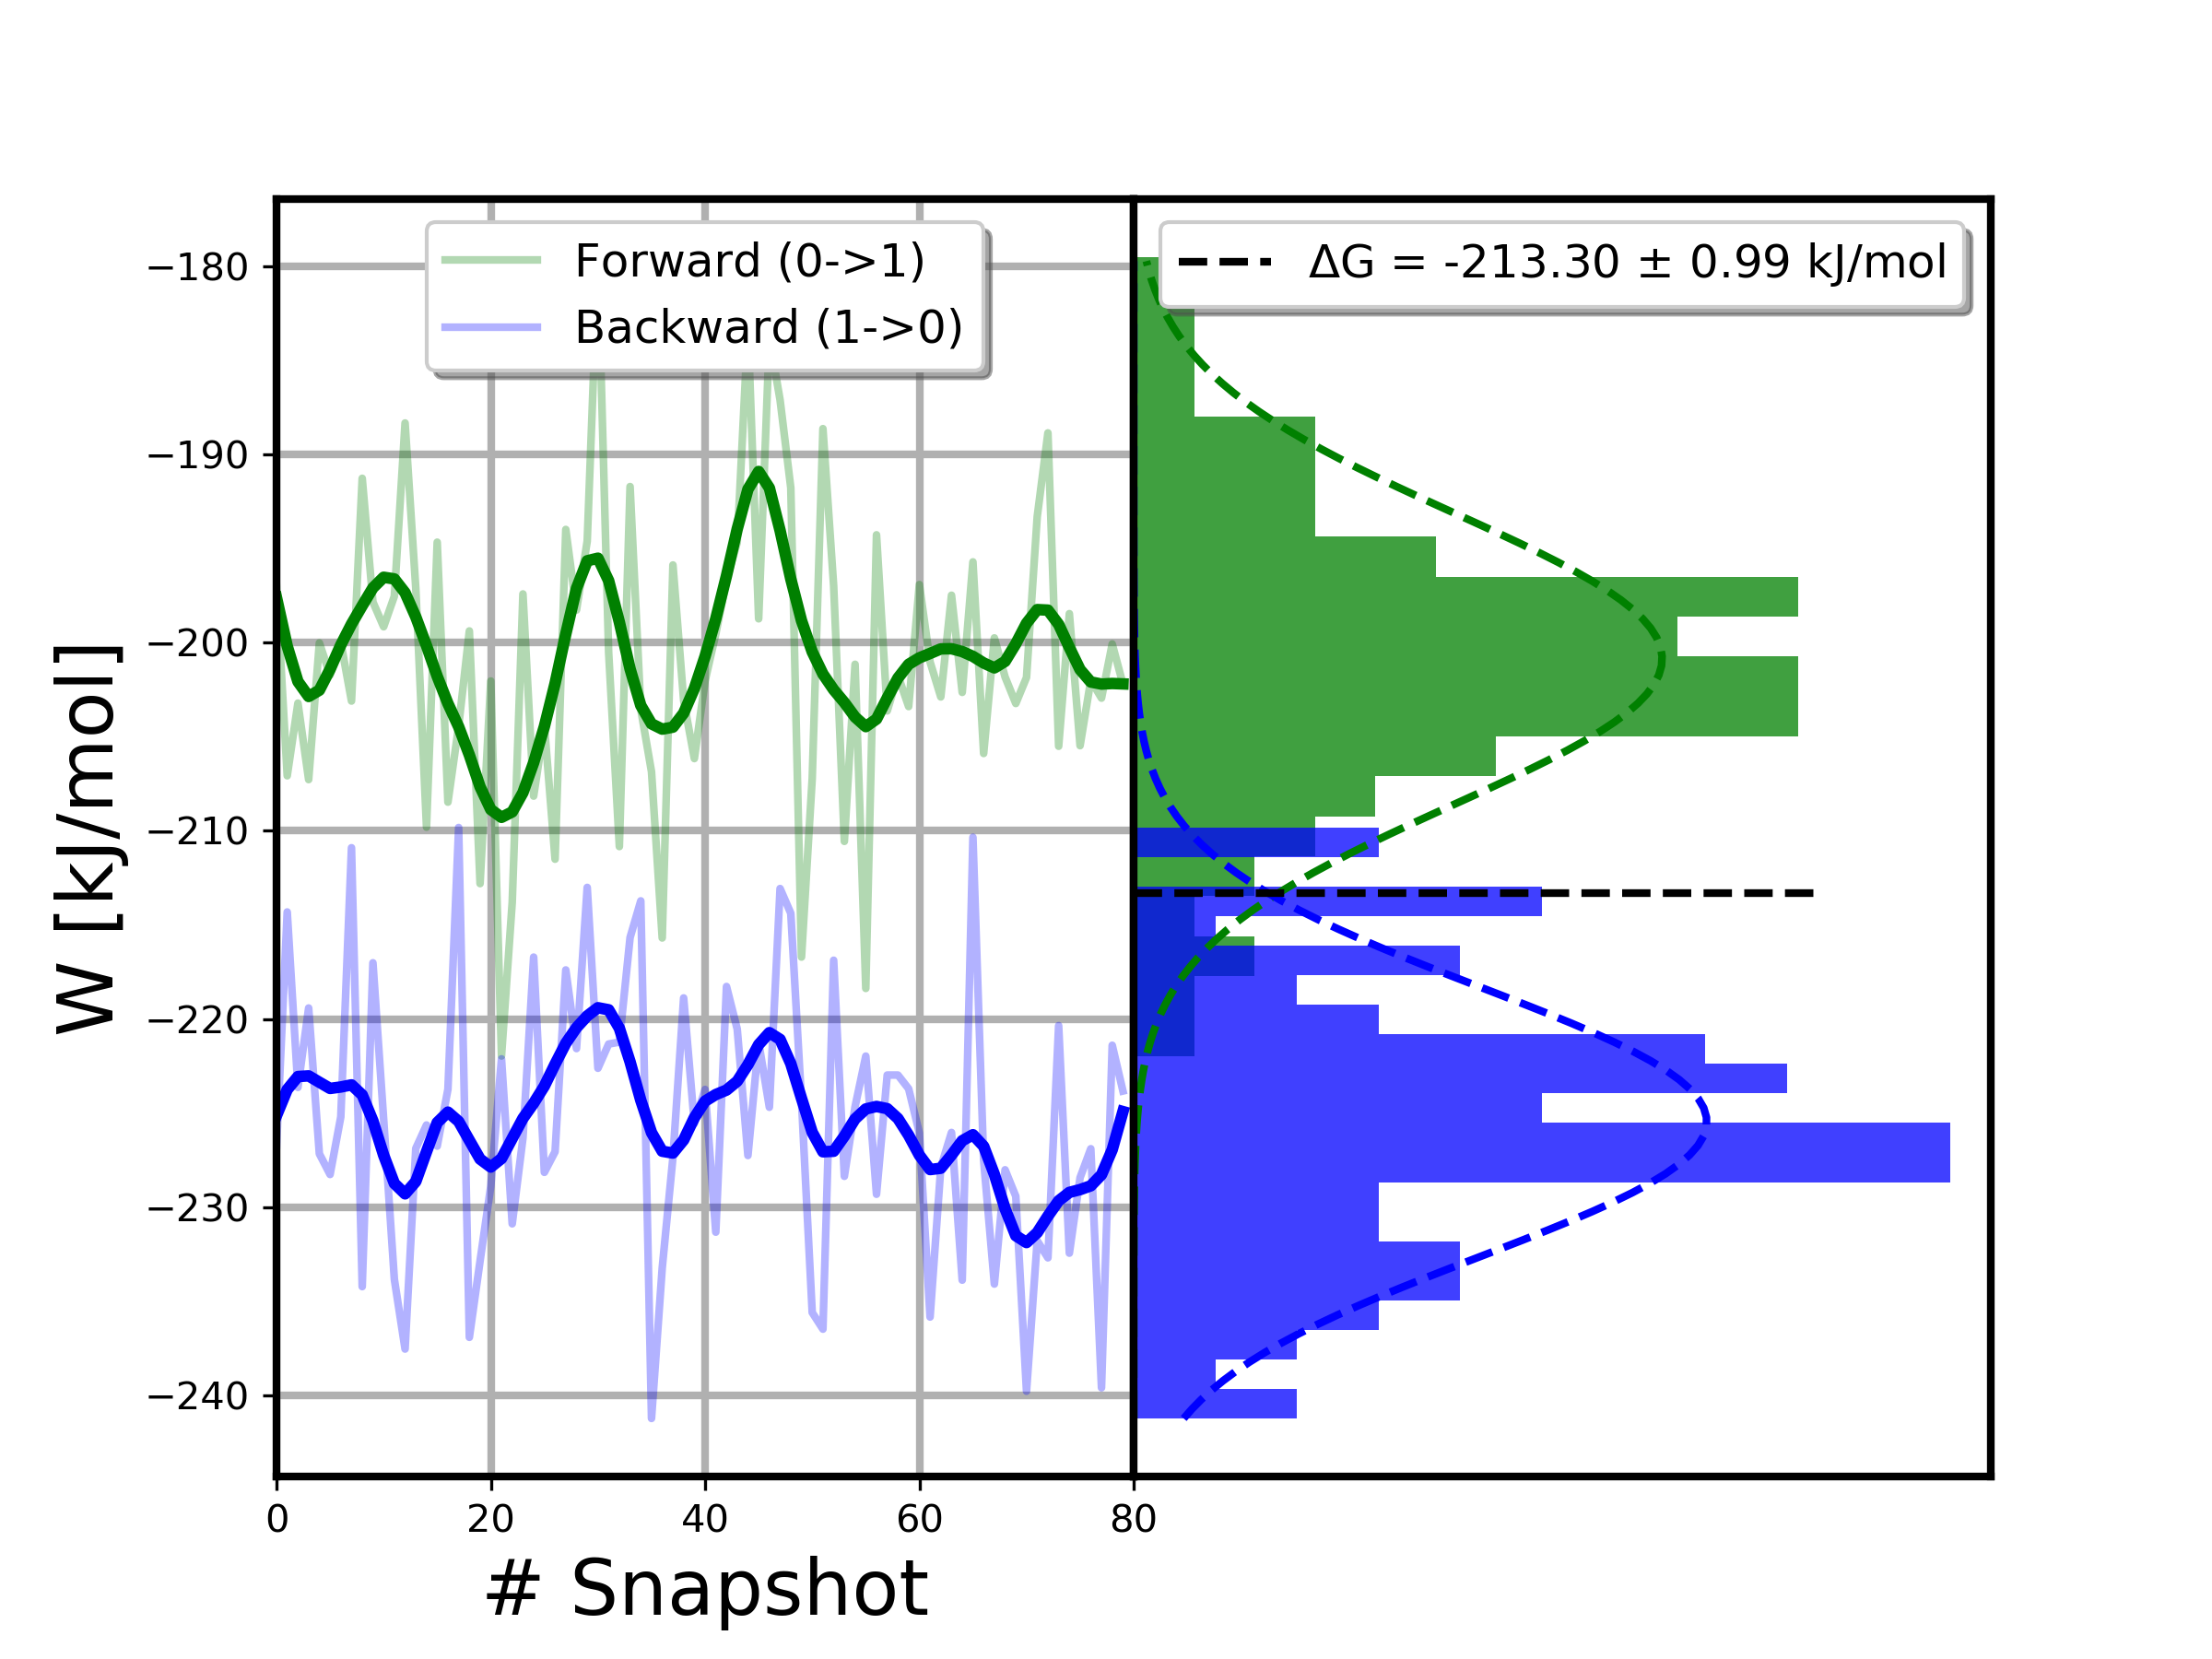 Forward (0->1)
Backward (1->0)
ΔG = -213.30 ± 0.99 kJ/mol
W [kJ/mol]
−180
−190
−200
−210
−220
−230
−240
0 20 40 60 80
# Snapshot